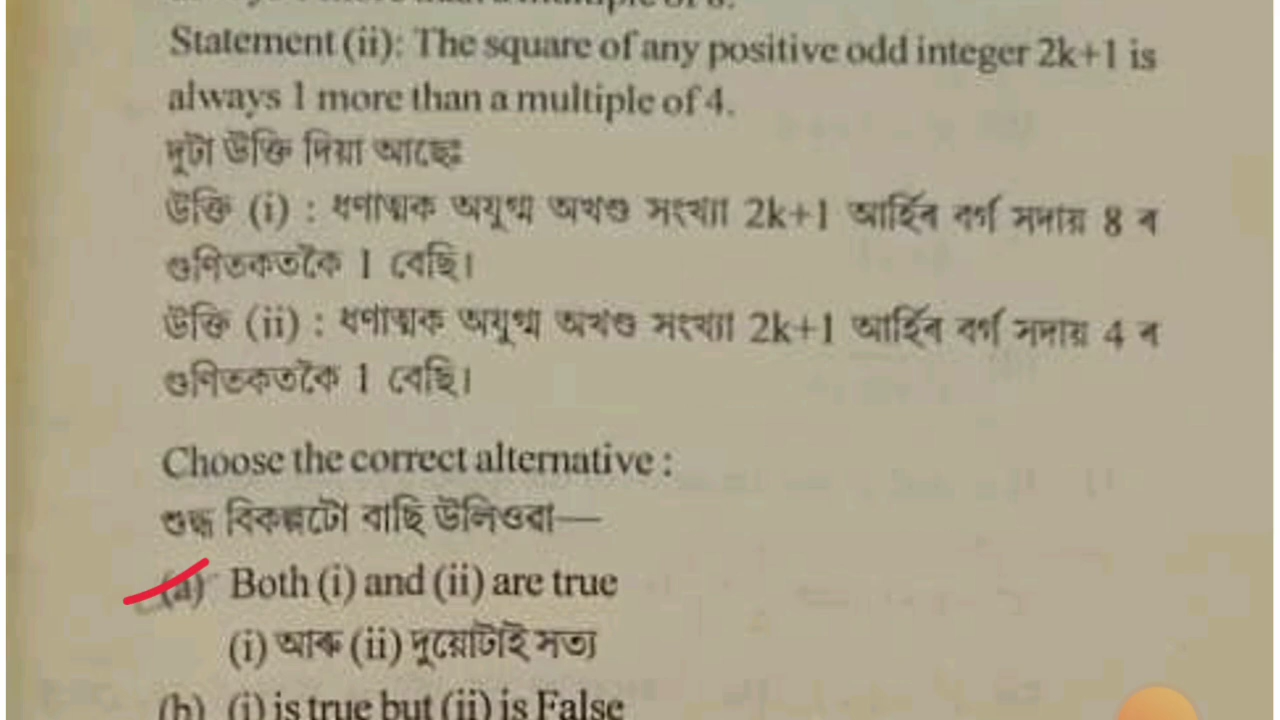 Statement (ii): The square of any positive odd integer 2k+1 is
always 1 more than a multiple of 4.
দুটা উক্তি দিয়া আছেঃ
উক্তি (i) : ধণাত্মক অযুগ্ম অখণ্ড সংখ্যা 2k+1 আৰ্হিৰ বৰ্গ সদায় 8 ৰ
গুণিতকতকৈ 1 বেছি।
উক্তি (ii) : ধণাত্মক অযুগ্ম অখণ্ড সংখ্যা 2k+1 আৰ্হিৰ বৰ্গ সদায় 4 ৰ
গুণিতকতকৈ 1 বেছি।
Choose the correct alternative :
শুদ্ধ বিকল্পটো বাছি উলিওৱা—
(a) Both (i) and (ii) are true
(i) আৰু (ii) দুয়োটাই সত্য
(b) (i) is true but (ii) is False